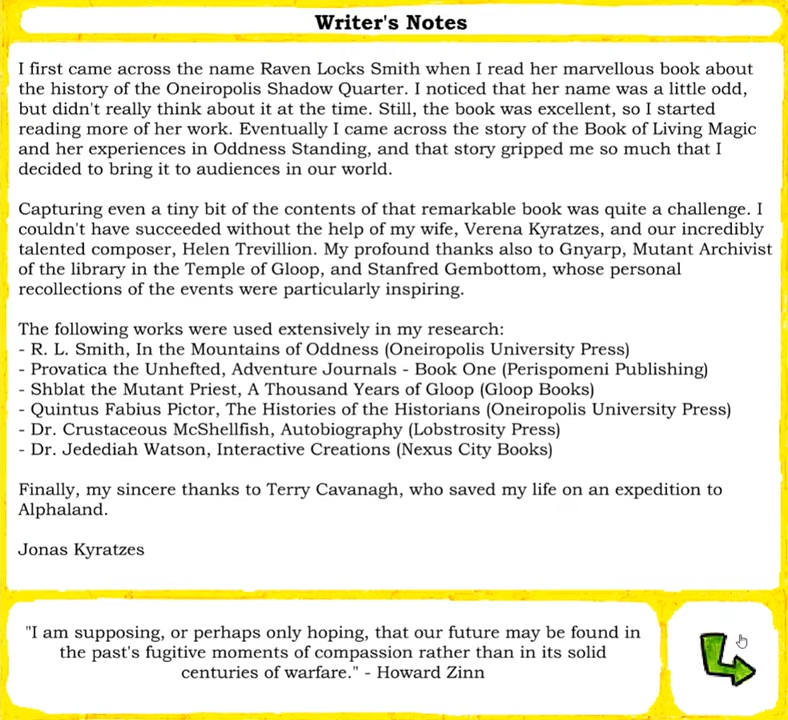 Writer's Notes
I first came across the name Raven Locks Smith when I read her marvellous book about
the history of the Oneiropolis Shadow Quarter. I noticed that her name was a little odd,
but didn't really think about it at the time. Still, the book was excellent, so I started
reading more of her work. Eventually I came across the story of the Book of Living Magic
and her experiences in Oddness Standing, and that story gripped me so much that I
decided to bring it to audiences in our world.
Capturing even a tiny bit of the contents of that remarkable book was quite a challenge. I
couldn't have succeeded without the help of my wife, Verena Kyratzes, and our incredibly
talented composer, Helen Trevillion. My profound thanks also to Gnyarp, Mutant Archivist
of the library in the Temple of Gloop, and Stanfred Gembottom, whose personal
recollections of the events were particularly inspiring.
The following works were used extensively in my research:
- R. L. Smith, In the Mountains of Oddness (Oneiropolis University Press)
- Provatica the Unhefted, Adventure Journals - Book One (Perispomeni Publishing)
- Shblat the Mutant Priest, A Thousand Years of Gloop (Gloop Books)
- Quintus Fabius Pictor, The Histories of the Historians (Oneiropolis University Press)
- Dr. Crustaceous McShellfish, Autobiography (Lobstrosity Press)
- Dr. Jedediah Watson, Interactive Creations (Nexus City Books)
Finally, my sincere thanks to Terry Cavanagh, who saved my life on an expedition to
Alphaland.
Jonas Kyratzes
"I am supposing, or perhaps only hoping, that our future may be found in
the past's fugitive moments of compassion rather than in its solid
centuries of warfare." - Howard Zinn